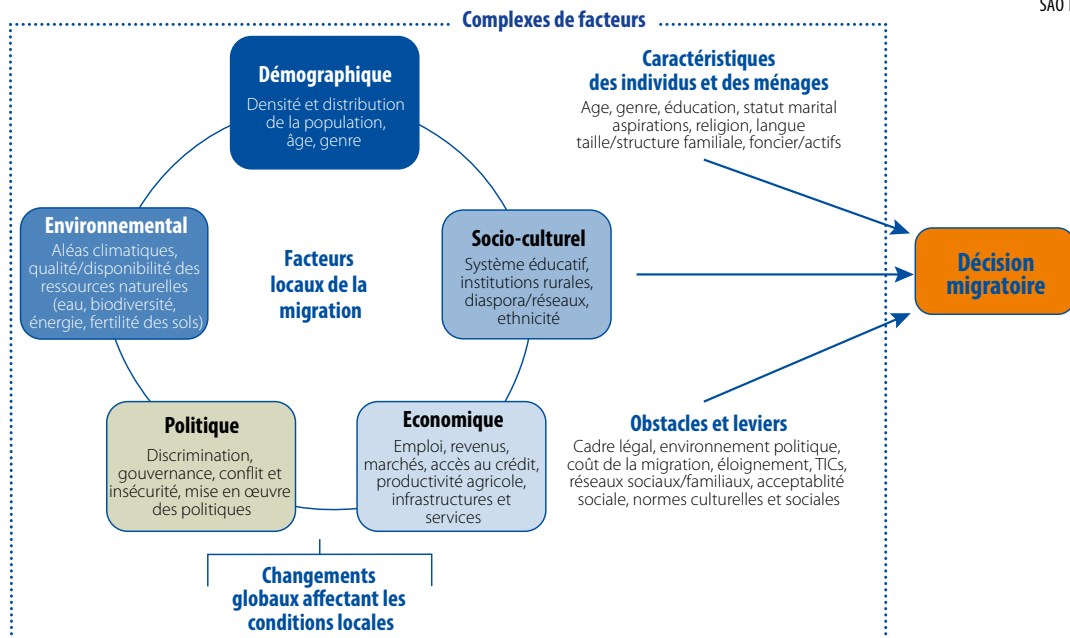 SAO
Complexes de facteurs
Démographique
Densité et distribution
de la population,
âge, genre
Caractéristiques
des individus et des ménages
Age, genre, éducation, statut marital
aspirations, religion, langue
taille/structure familiale, foncier/actifs
Environnemental
Aléas climatiques,
qualité/disponibilité des
ressources naturelles
(eau, biodiversité,
énergie, fertilité des sols)
Facteurs
locaux de la
migration
Socio-culturel
Système éducatif,
institutions rurales,
diaspora/réseaux,
ethnicité
Décision
migratoire
Politique
Discrimination,
gouvernance, conflit et
insécurité, mise en œuvre
des politiques
Economique
Emploi, revenus,
marchés, accès au crédit,
productivité agricole,
infrastructures et
services
Obstacles et leviers
Cadre légal, environnement politique,
coût de la migration, éloignement, TICs,
réseaux sociaux/familiaux, acceptablité
sociale, normes culturelles et sociales
Changements
globaux affectant les
conditions locales